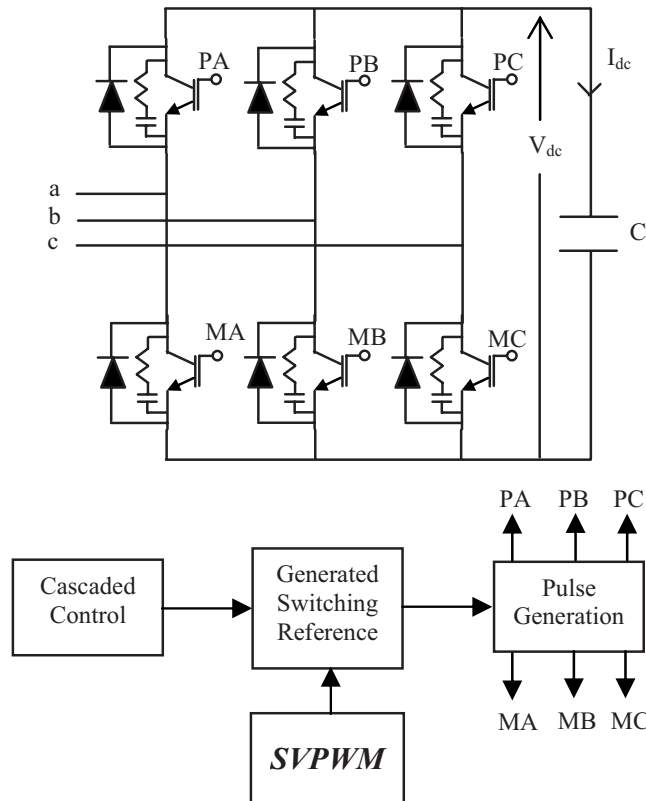 PA PB PC
I_dc
V_dc
a
b
c
C
MA MB MC
PA PB PC
Cascaded
Control
Generated
Switching
Reference
Pulse
Generation
MA MB MC
SVPWM